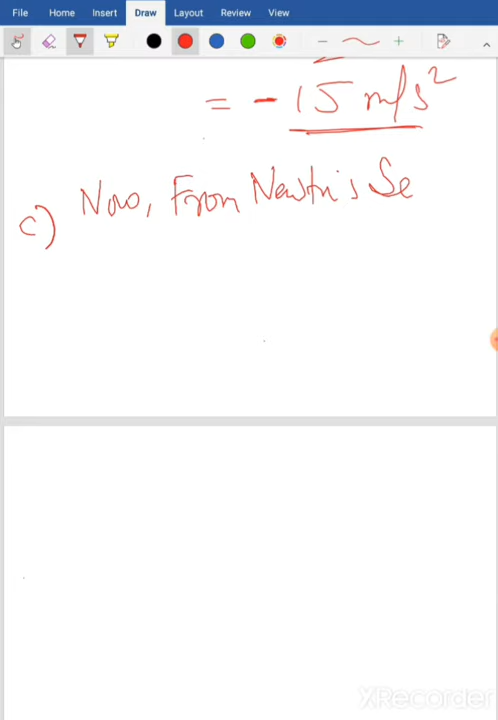 File Home Insert Draw Layout Review View
= - 15 m/s²
c) Now, From Newton's Se
XRecorder